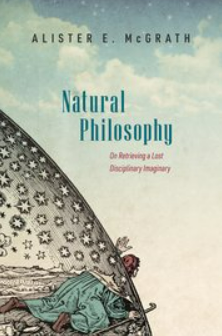 ALISTER E. McGRATH
Natural
Philosophy
On Retrieving a Lost
Disciplinary Imaginary